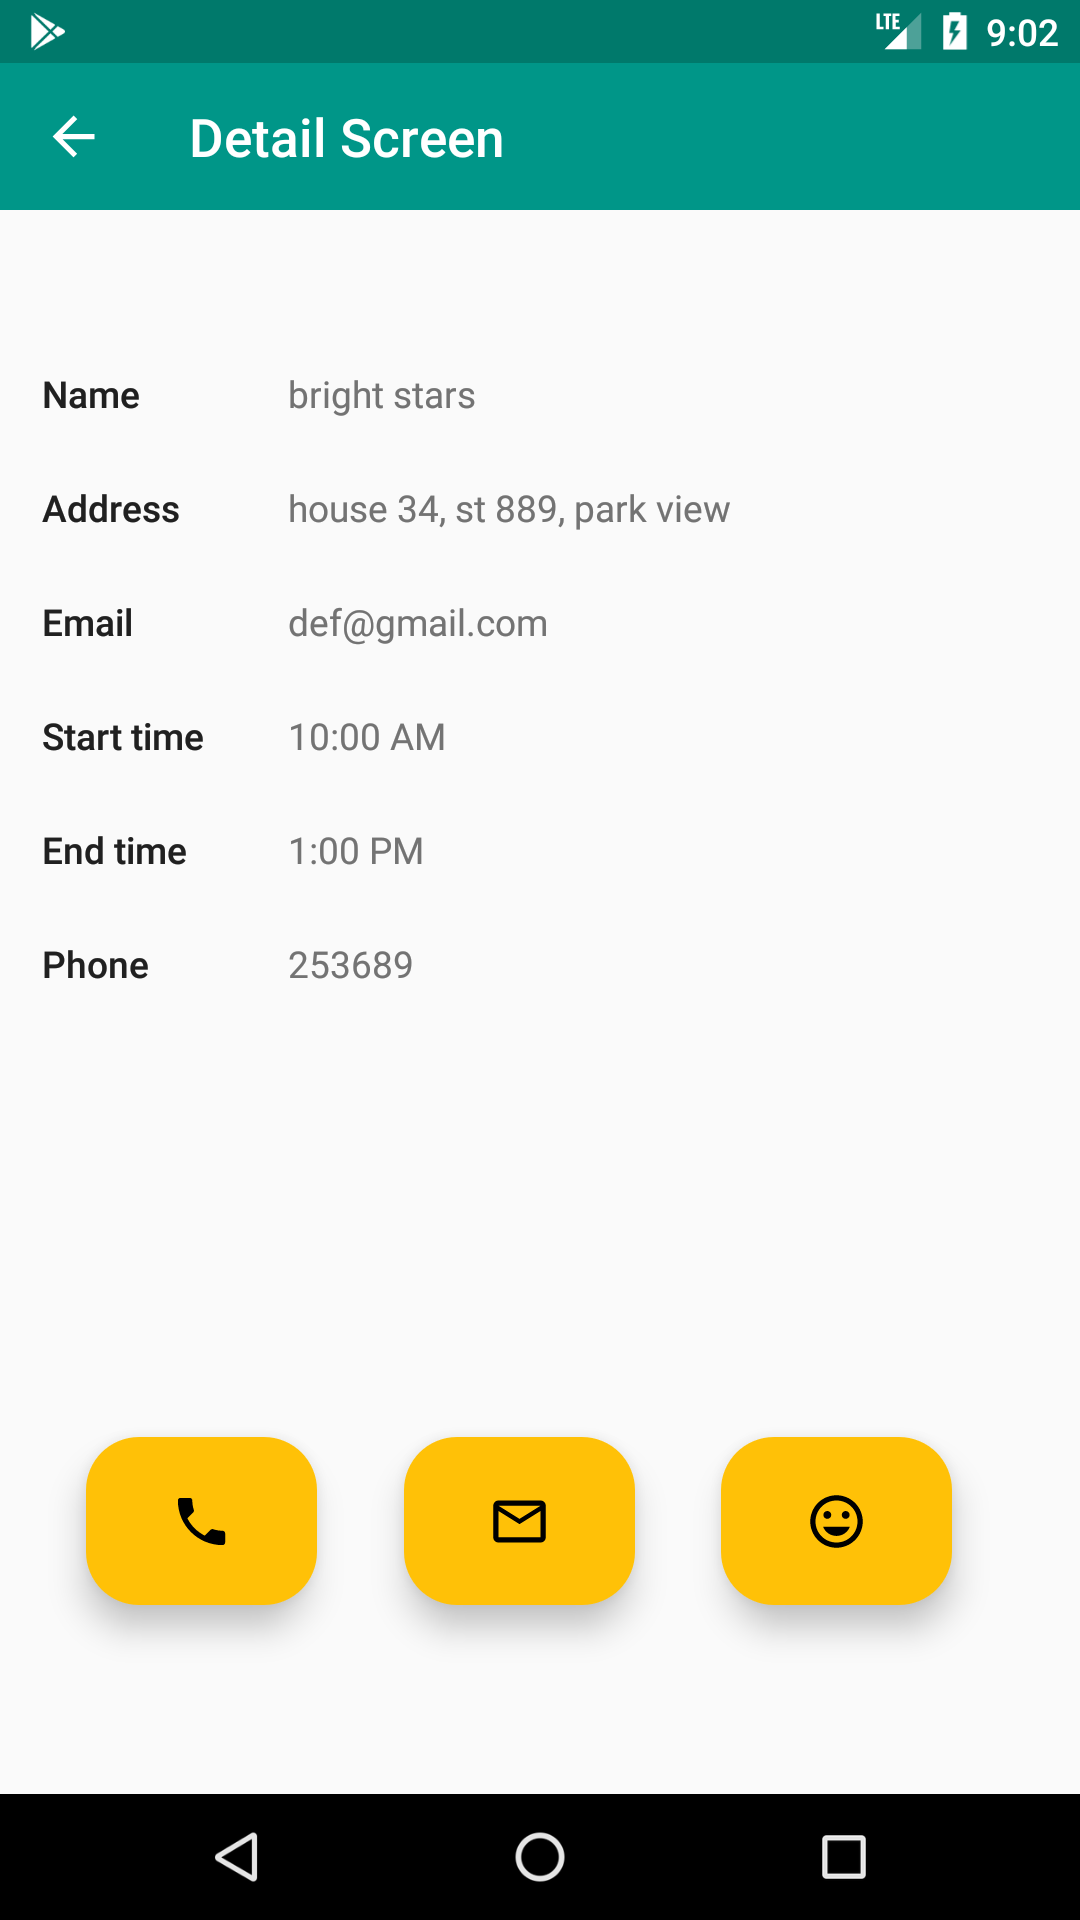 LTE 9:02
Detail Screen
Name bright stars
Address house 34, st 889, park view
Email def@gmail.com
Start time 10:00 AM
End time 1:00 PM
Phone 253689